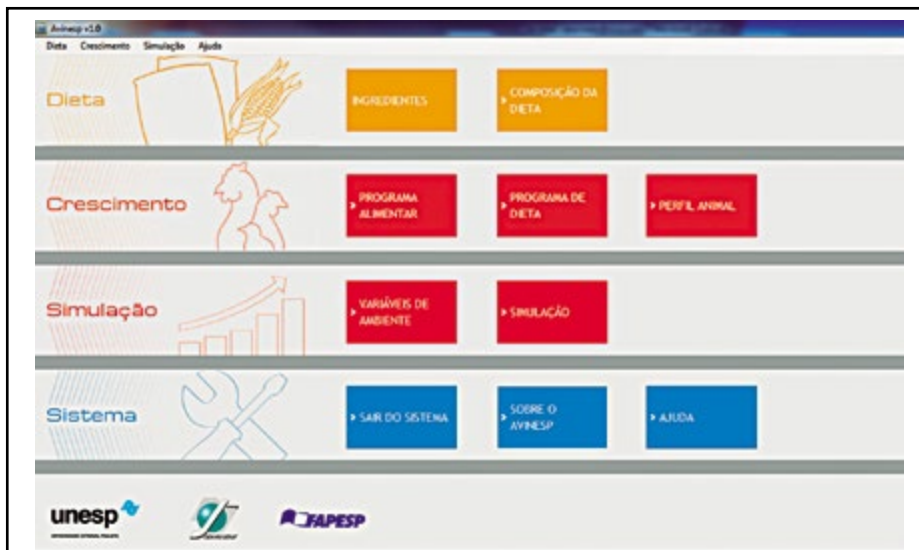 Avinesp v1.0
Dieta Crescimento Simulação Ajuda
Dieta
INGREDIENTES
COMPOSIÇÃO DA
DIETA
Crescimento
PROGRAMA
ALIMENTAR
PROGRAMA DE
DIETA
PERFIL ANIMAL
Simulação
VARIÁVEIS DE
AMBIENTE
SIMULAÇÃO
Sistema
SAIR DO SISTEMA
SOBRE O
AVINESP
AJUDA
unesp
FAPESP